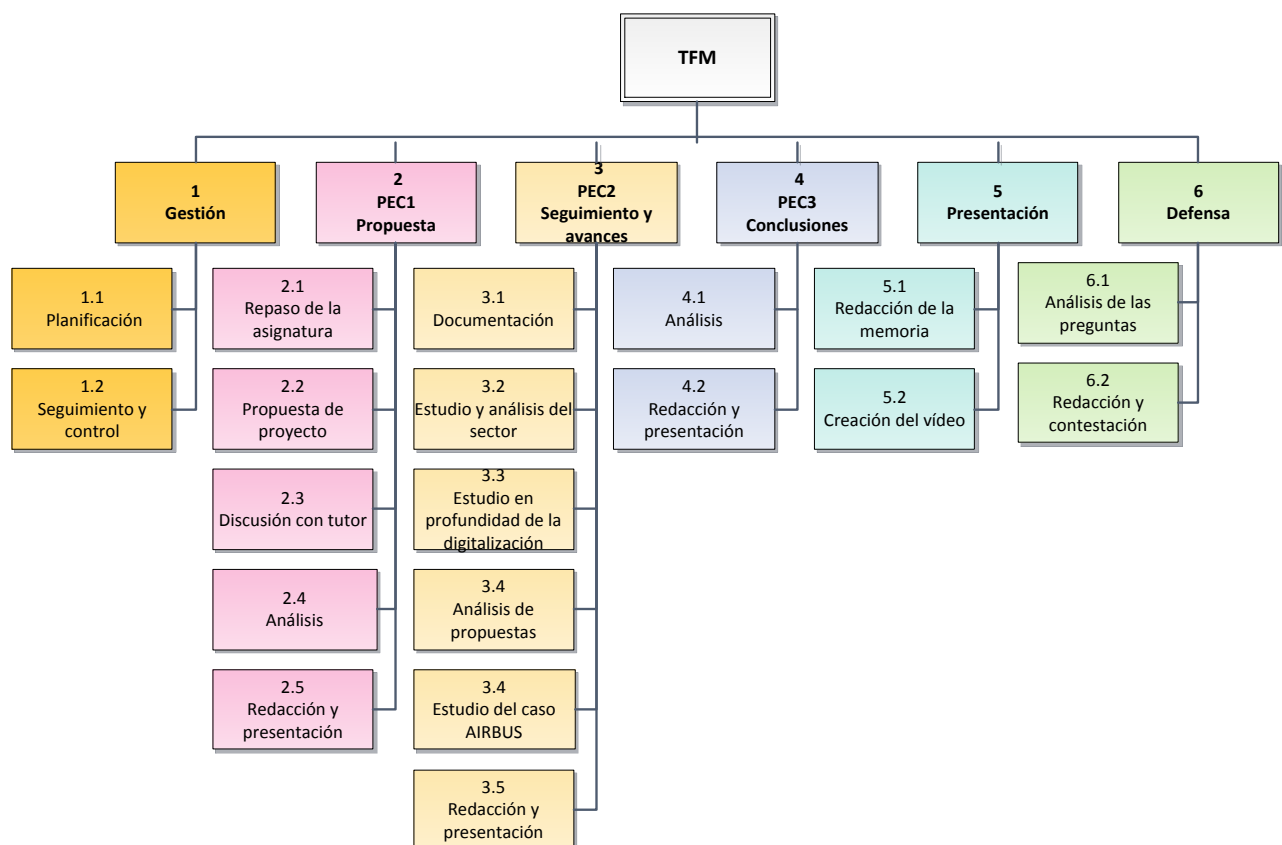 TFM
1
Gestión
2
PEC1
Propuesta
3
PEC2
Seguimiento y
avances
4
PEC3
Conclusiones
5
Presentación
6
Defensa
1.1
Planificación
1.2
Seguimiento y
control
2.1
Repaso de la
asignatura
2.2
Propuesta de
proyecto
2.3
Discusión con tutor
2.4
Análisis
2.5
Redacción y
presentación
3.1
Documentación
3.2
Estudio y análisis del
sector
3.3
Estudio en
profundidad de la
digitalización
3.4
Análisis de
propuestas
3.4
Estudio del caso
AIRBUS
3.5
Redacción y
presentación
4.1
Análisis
4.2
Redacción y
presentación
5.1
Redacción de la
memoria
5.2
Creación del vídeo
6.1
Análisis de las
preguntas
6.2
Redacción y
contestación